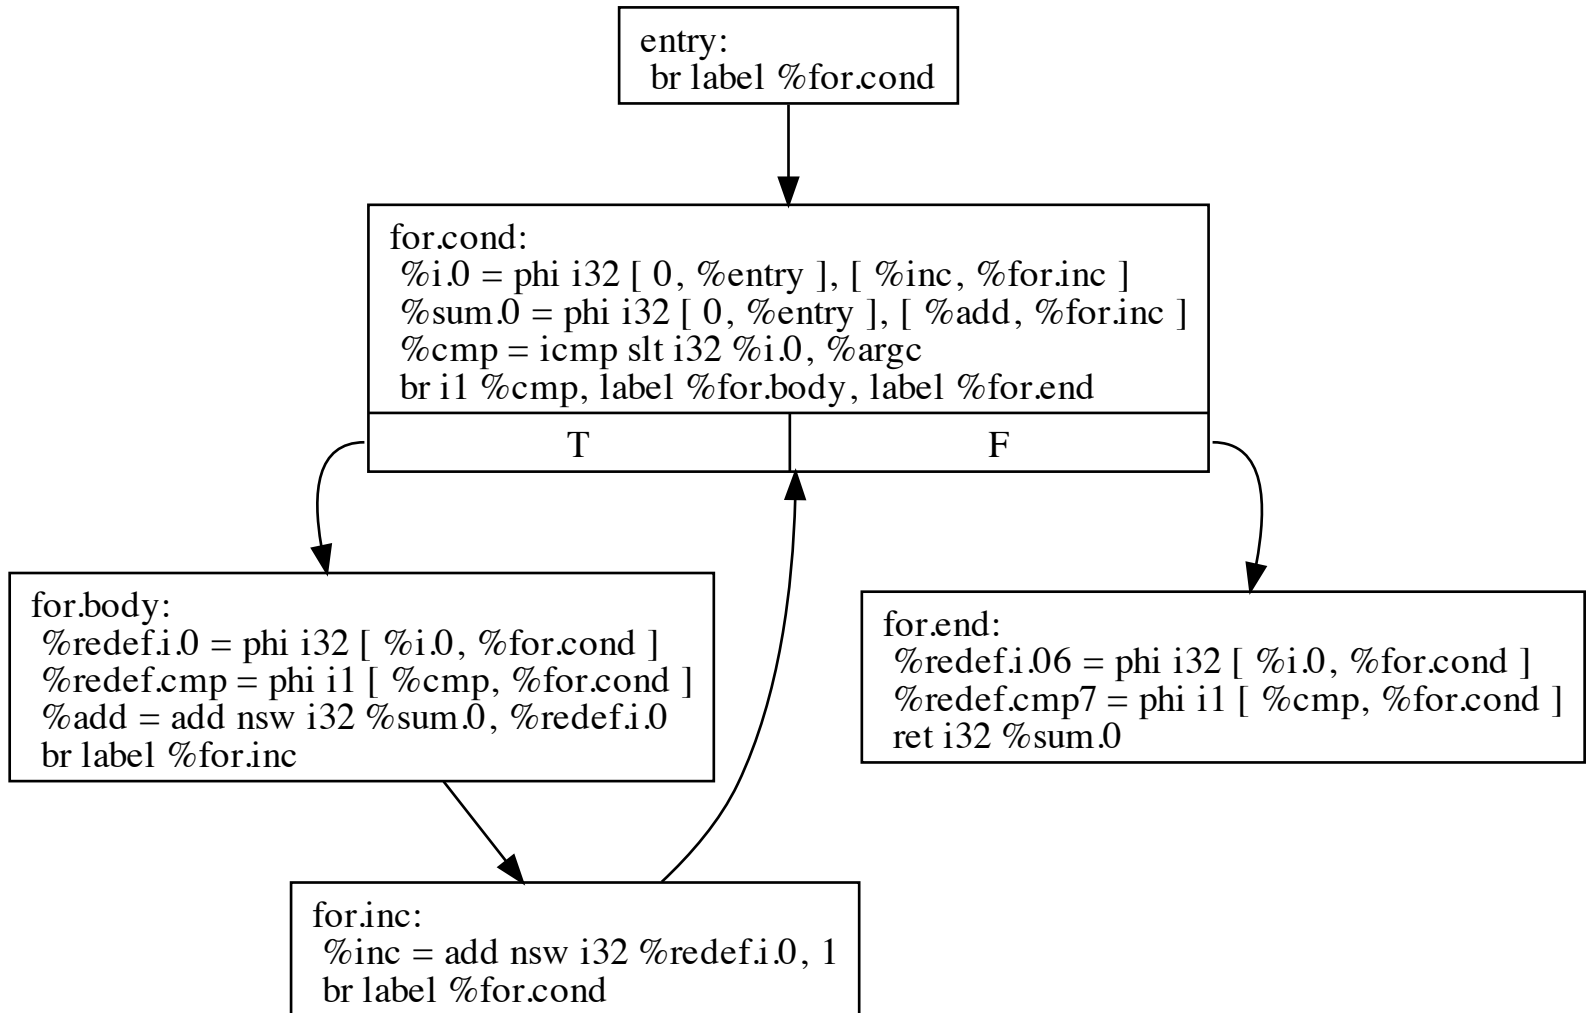 entry:
br label %for.cond
for.cond:
%i.0 = phi i32 [ 0, %entry ], [ %inc, %for.inc ]
%sum.0 = phi i32 [ 0, %entry ], [ %add, %for.inc ]
%cmp = icmp slt i32 %i.0, %argc
br i1 %cmp, label %for.body, label %for.end
T
F
for.body:
%redef.i.0 = phi i32 [ %i.0, %for.cond ]
%redef.cmp = phi i1 [ %cmp, %for.cond ]
%add = add nsw i32 %sum.0, %redef.i.0
br label %for.inc
for.end:
%redef.i.06 = phi i32 [ %i.0, %for.cond ]
%redef.cmp7 = phi i1 [ %cmp, %for.cond ]
ret i32 %sum.0
for.inc:
%inc = add nsw i32 %redef.i.0, 1
br label %for.cond